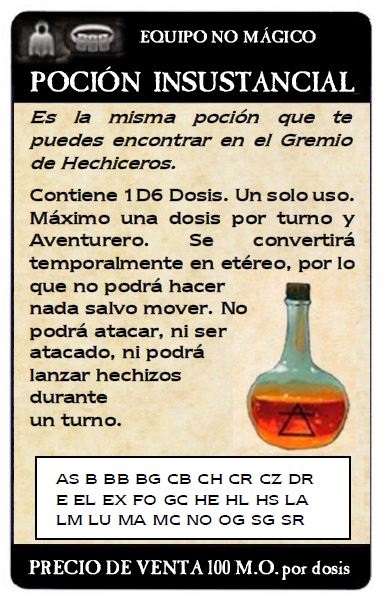 EQUIPO NO MÁGICO
POCIÓN INSUSTANCIAL
Es la misma poción que te
puedes encontrar en el Gremio
de Hechiceros.
Contiene 1D6 Dosis. Un solo uso.
Máximo una dosis por turno y
Aventurero. Se convertirá
temporalmente en etéreo, por lo
que no podrá hacer
nada salvo mover. No
podrá atacar, ni ser
atacado, ni podrá
lanzar hechizos
durante
un turno.
AS B BB BG CB CH CR CZ DR
E EL EX FO GC HE HL HS LA
LM LU MA MC NO OG SG SR
PRECIO DE VENTA 100 M.O. por dosis